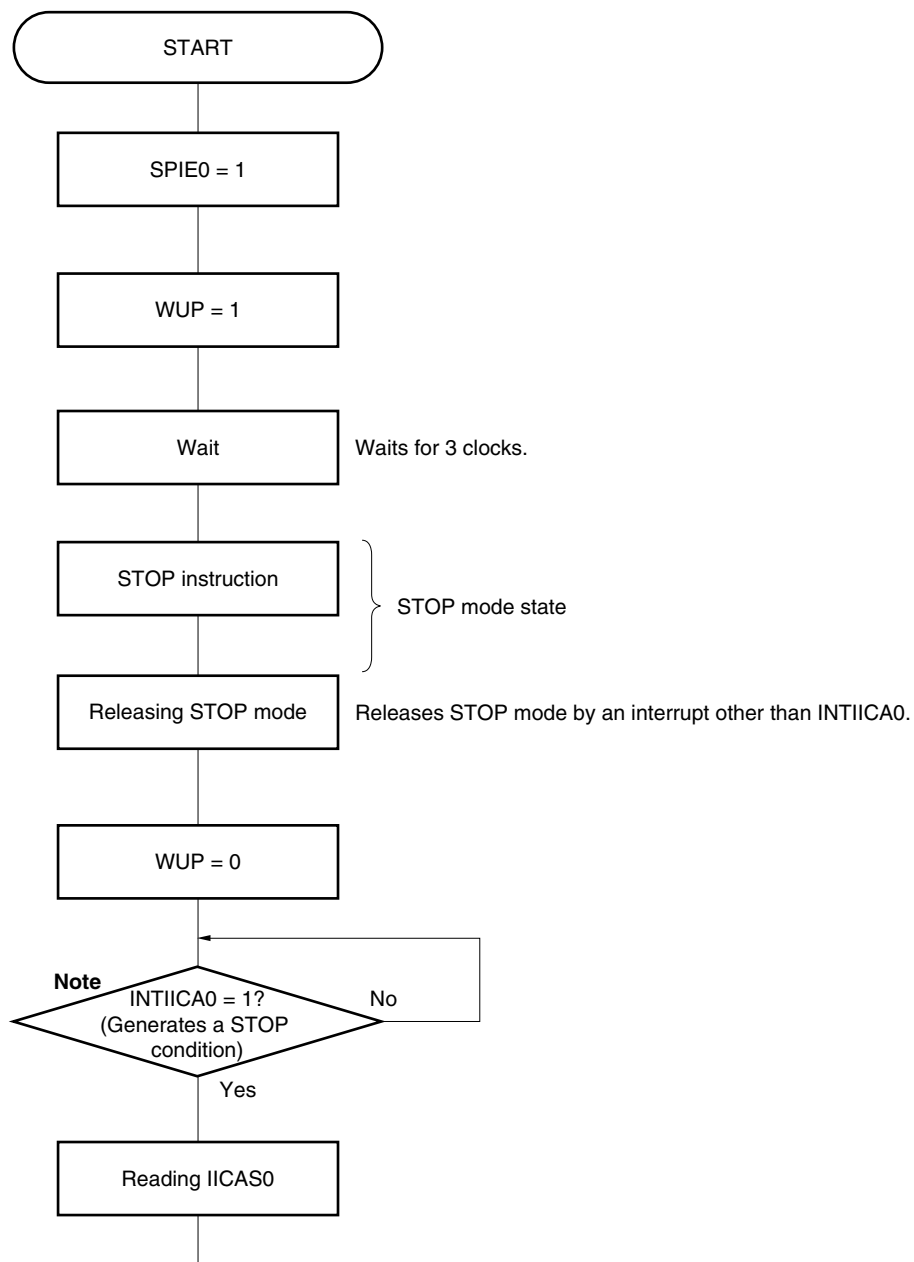 START
SPIE0 = 1
WUP = 1
Wait
Waits for 3 clocks.
STOP instruction
STOP mode state
Releasing STOP mode
Releases STOP mode by an interrupt other than INTIICA0.
WUP = 0
Note
INTIICA0 = 1?
(Generates a STOP
condition)
No
Yes
Reading IICAS0